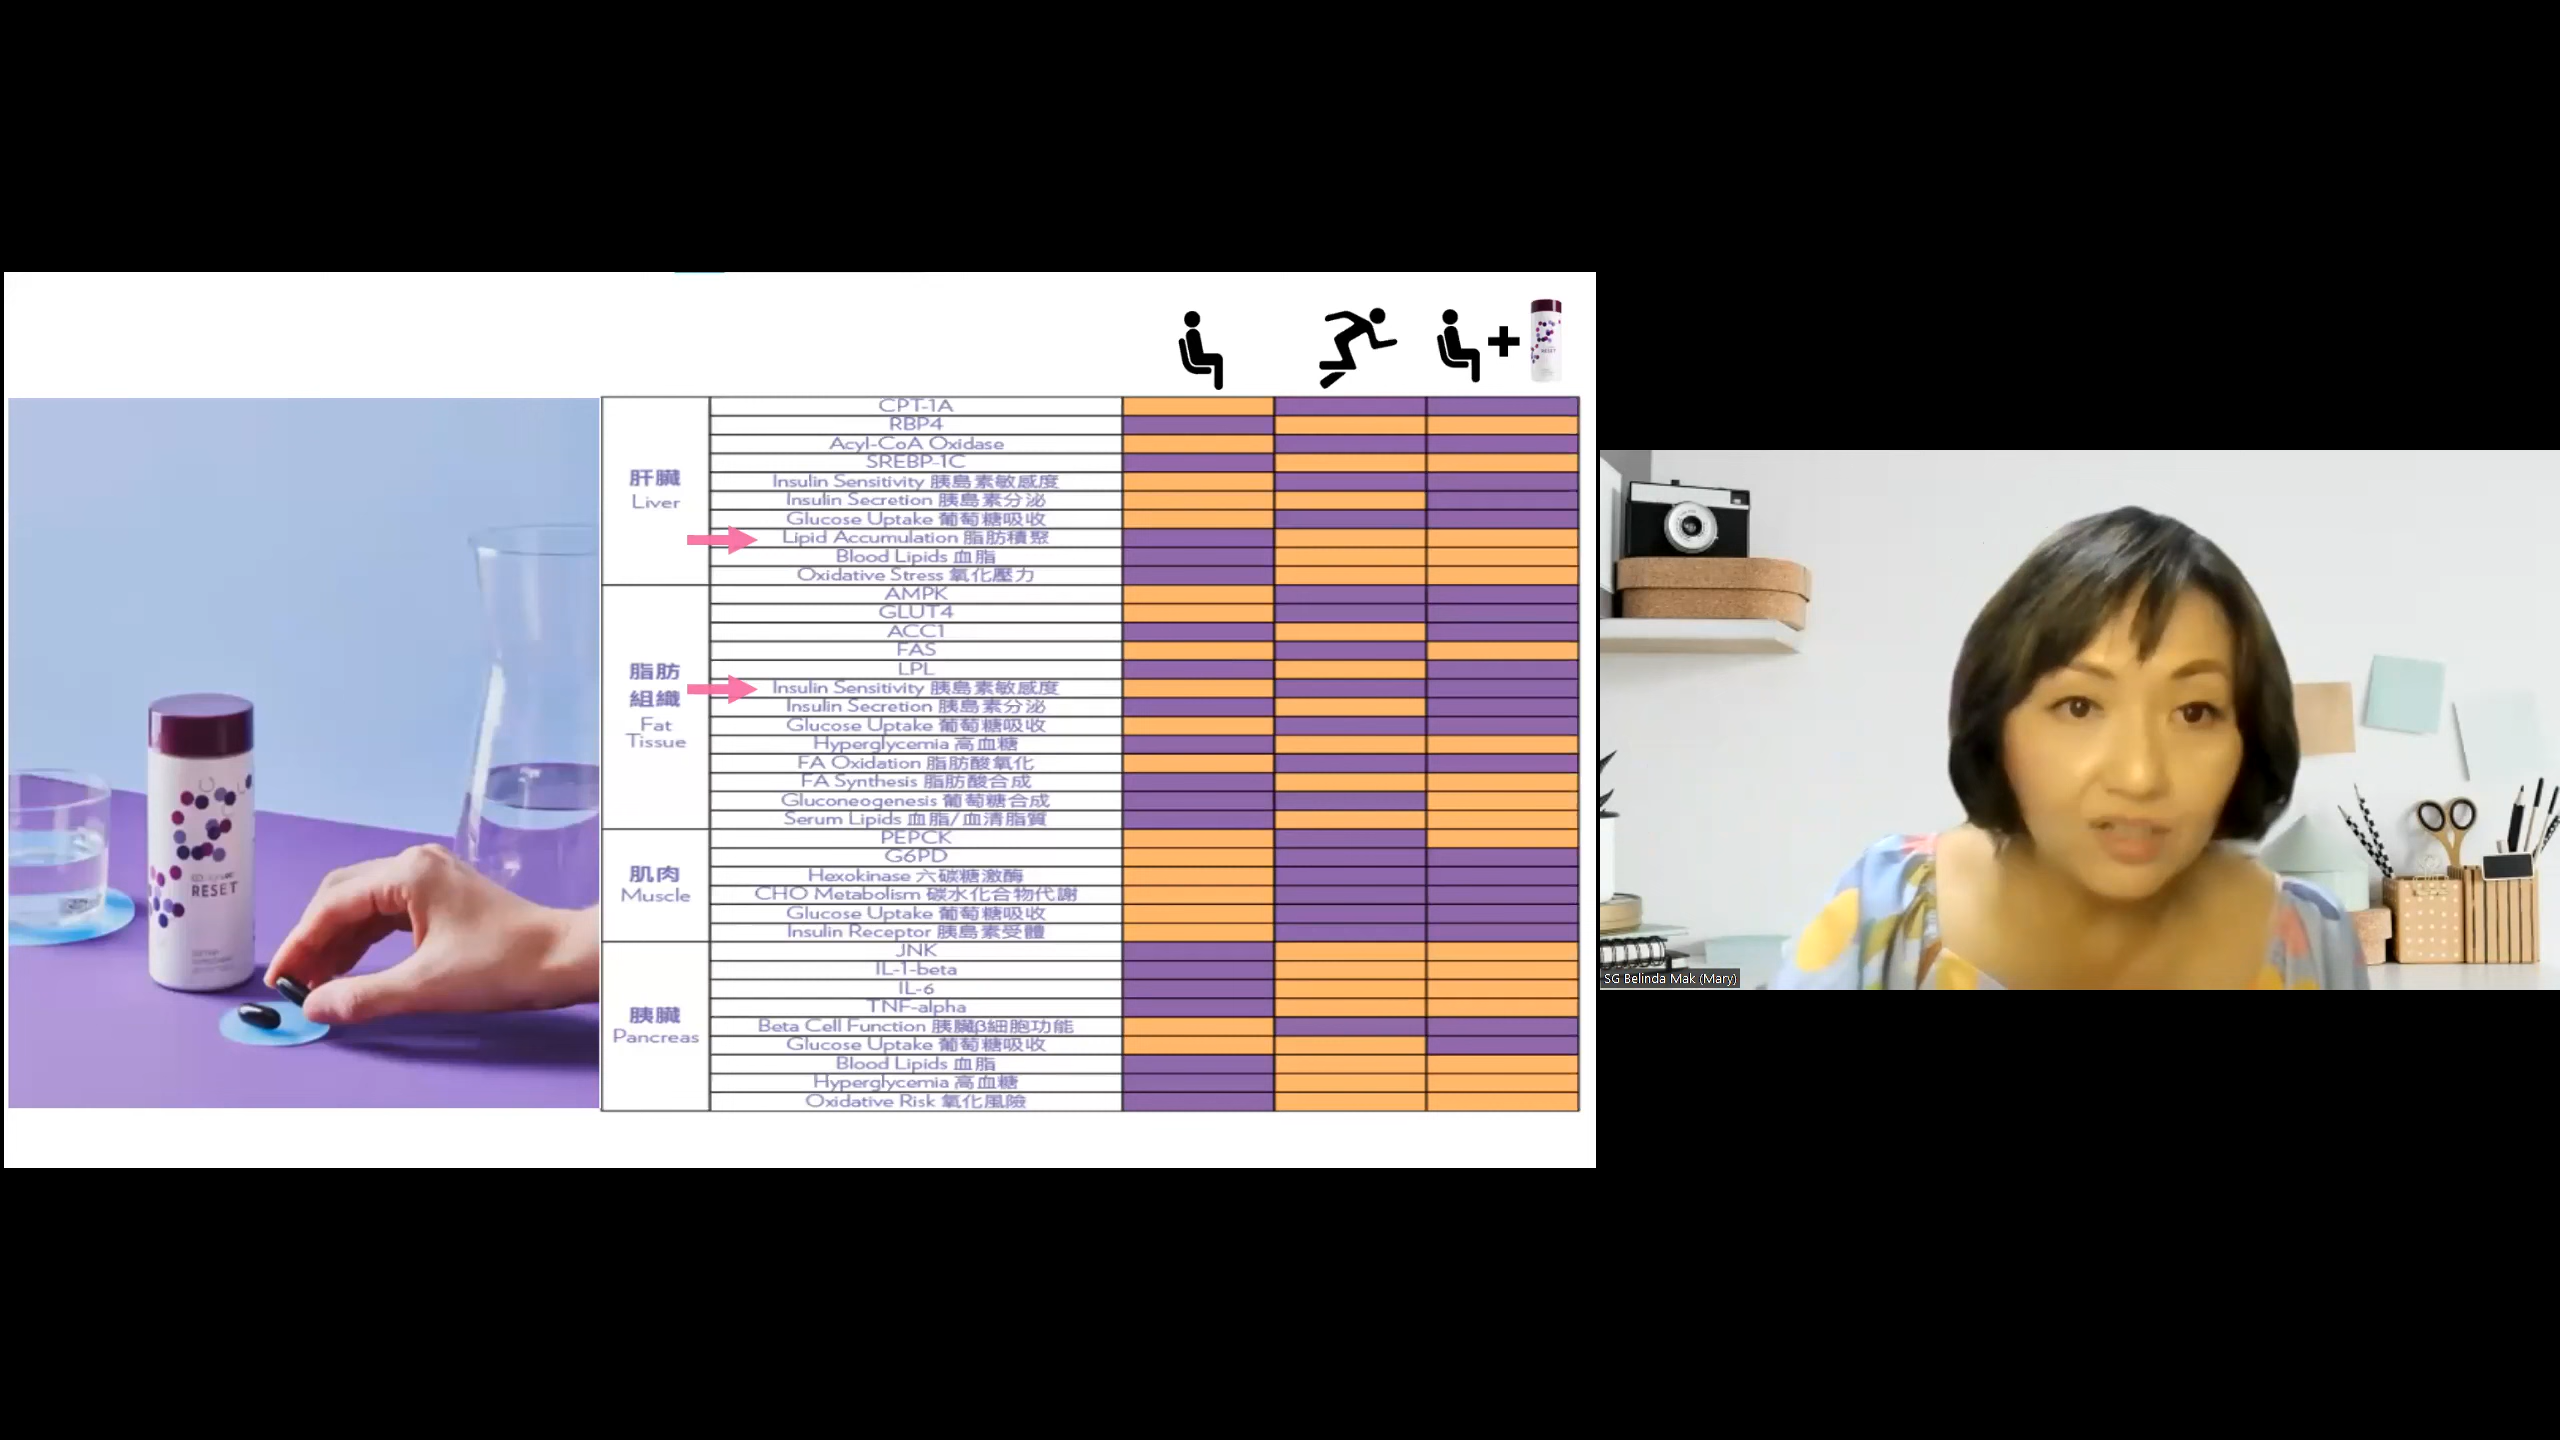 RESET
RESET
肝臟
Liver
CPT-1A
RBP4
Acyl-CoA Oxidase
SREBP-1C
Insulin Sensitivity 胰島素敏感度
Insulin Secretion 胰島素分泌
Glucose Uptake 葡萄糖吸收
Lipid Accumulation 脂肪積聚
Blood Lipids 血脂
Oxidative Stress 氧化壓力
脂肪
組織
Fat
Tissue
AMPK
GLUT4
ACC1
FAS
LPL
Insulin Sensitivity 胰島素敏感度
Insulin Secretion 胰島素分泌
Glucose Uptake 葡萄糖吸收
Hyperglycemia 高血糖
FA Oxidation 脂肪酸氧化
FA Synthesis 脂肪酸合成
Gluconeogenesis 葡萄糖合成
Serum Lipids 血脂/血清脂質
肌肉
Muscle
PEPCK
G6PD
Hexokinase 六碳糖激酶
CHO Metabolism 碳水化合物代謝
Glucose Uptake 葡萄糖吸收
Insulin Receptor 胰島素受體
胰臟
Pancreas
JNK
IL-1-beta
IL-6
TNF-alpha
Beta Cell Function 胰臟β細胞功能
Glucose Uptake 葡萄糖吸收
Blood Lipids 血脂
Hyperglycemia 高血糖
Oxidative Risk 氧化風險
SG Belinda Mak (Mary)